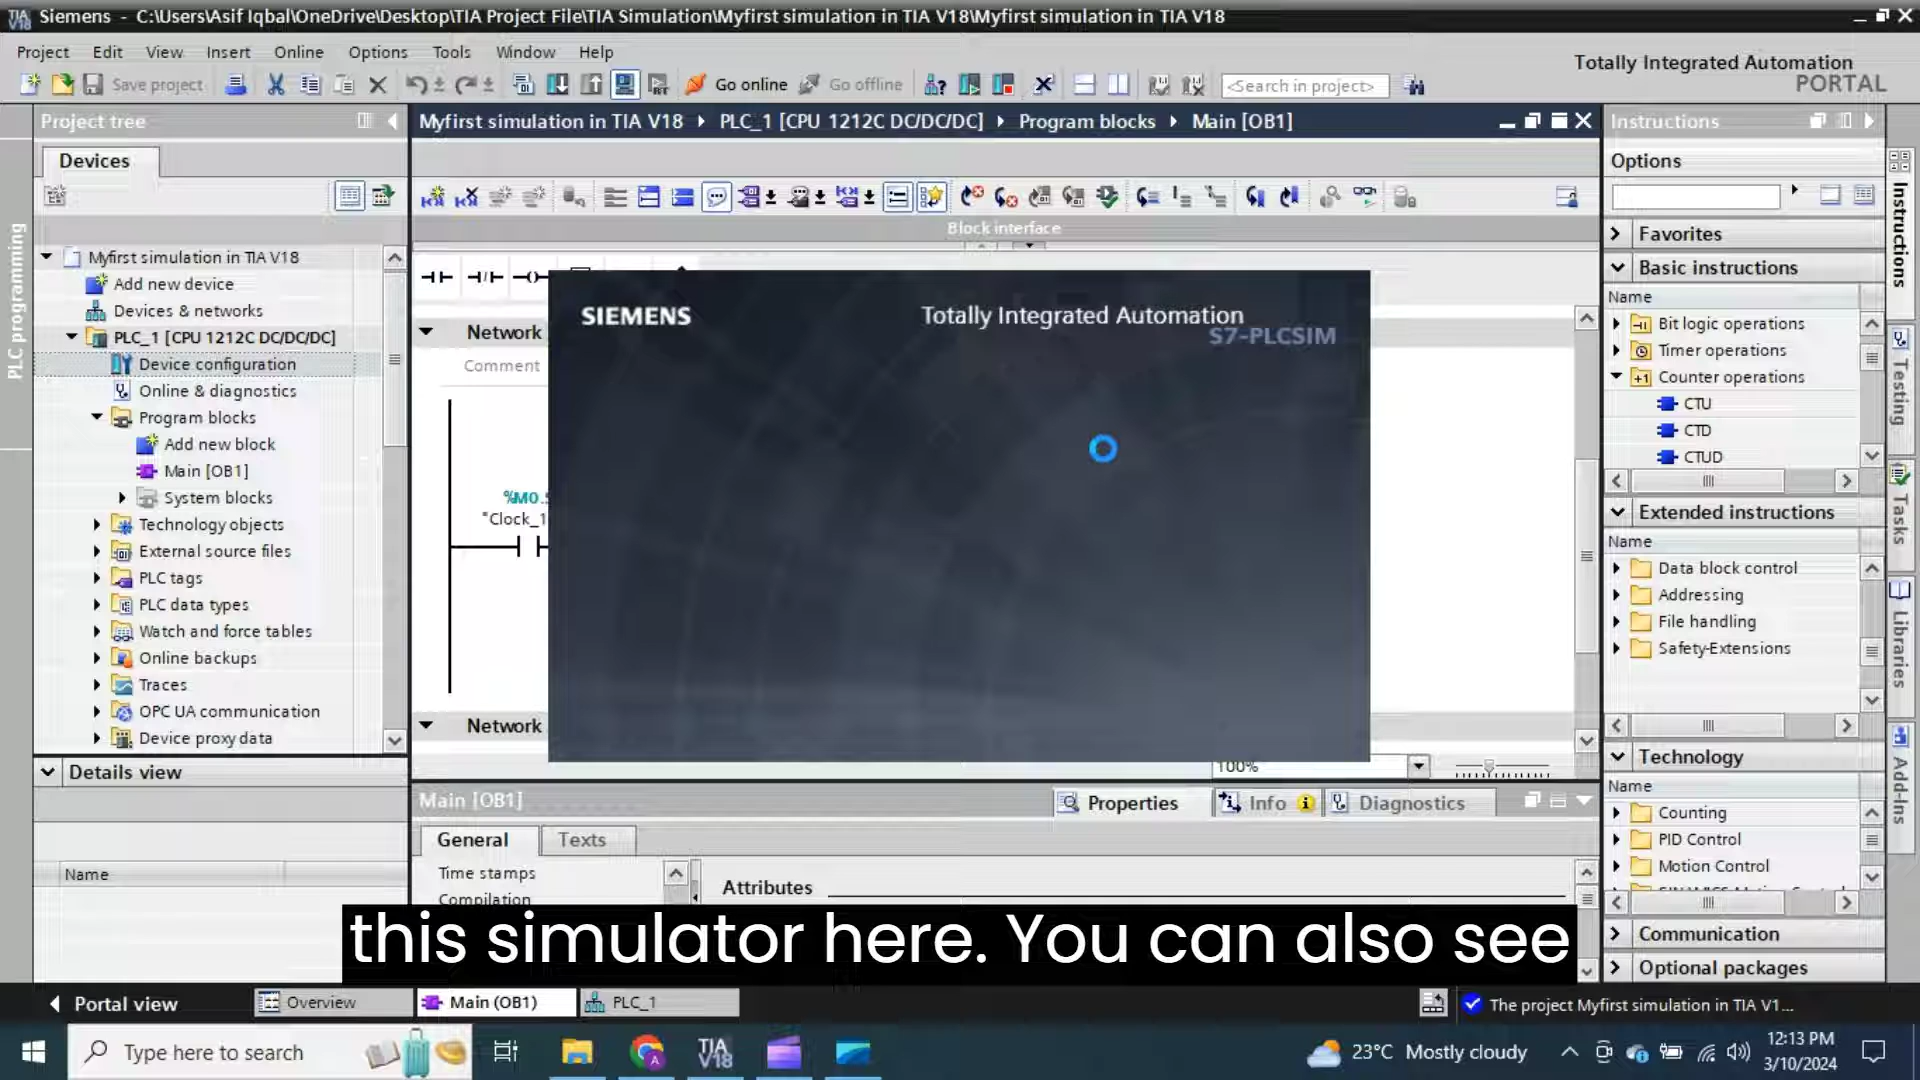 Siemens - C:\Users\Asif Iqbal\OneDrive\Desktop\TIA Project File\TIA Simulation\Myfirst simulation in TIA V18\Myfirst simulation in TIA V18
Project Edit View Insert Online Options Tools Window Help
Totally Integrated Automation
PORTAL
Save project
Go online
Go offline
<Search in project>
Project tree
Myfirst simulation in TIA V18 PLC_1 [CPU 1212C DC/DC/DC] Program blocks Main [OB1]
Instructions
Devices
Options
PLC programming
Block interface
Myfirst simulation in TIA V18
Add new device
Devices & networks
PLC_1 [CPU 1212C DC/DC/DC]
Device configuration
Online & diagnostics
Program blocks
Add new block
Main [OB1]
System blocks
Technology objects
External source files
PLC tags
PLC data types
Watch and force tables
Online backups
Traces
OPC UA communication
Device proxy data
Details view
Name
Network
Comment
%M0.5
"Clock_1
Network
SIEMENS
Totally Integrated Automation
S7-PLCSIM
100%
Favorites
Basic instructions
Name
Bit logic operations
Timer operations
Counter operations
CTU
CTD
CTUD
Extended instructions
Name
Data block control
Addressing
File handling
Safety-Extensions
Technology
Name
Counting
PID Control
Motion Control
Communication
Optional packages
Instructions
Testing
Tasks
Libraries
Add-Ins
Main [OB1]
Properties
Info
Diagnostics
General
Texts
Time stamps
Compilation
Attributes
this simulator here. You can also see
Portal view
Overview
Main (OB1)
PLC_1
The project Myfirst simulation in TIA V1...
Type here to search
TIA
V18
23°C Mostly cloudy
12:13 PM
3/10/2024